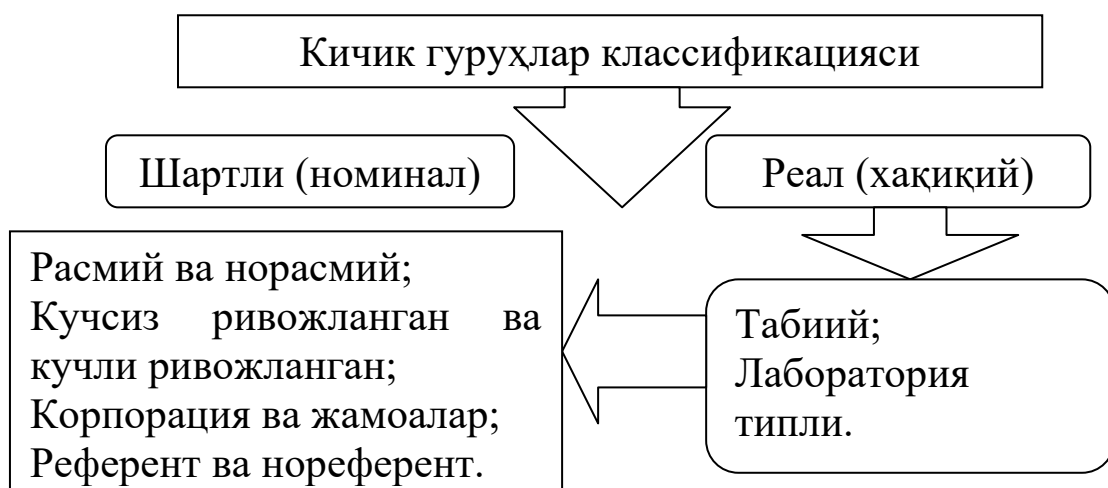 Кичик гуруҳлар классификацияси
Шартли (номинал)
Реал (хақиқий)
Расмий ва норасмий;
Кучсиз ривожланган ва
кучли ривожланган;
Корпорация ва жамоалар;
Референт ва нореферент.
Табиий;
Лаборатория
типли.